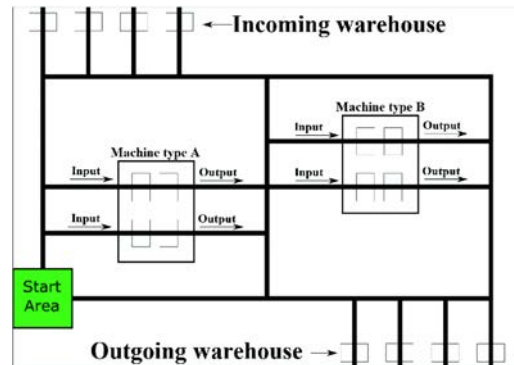 Incoming warehouse
Machine type B
Input
Output
Machine type A
Input
Output
Input
Output
Input
Output
Start
Area
Outgoing warehouse